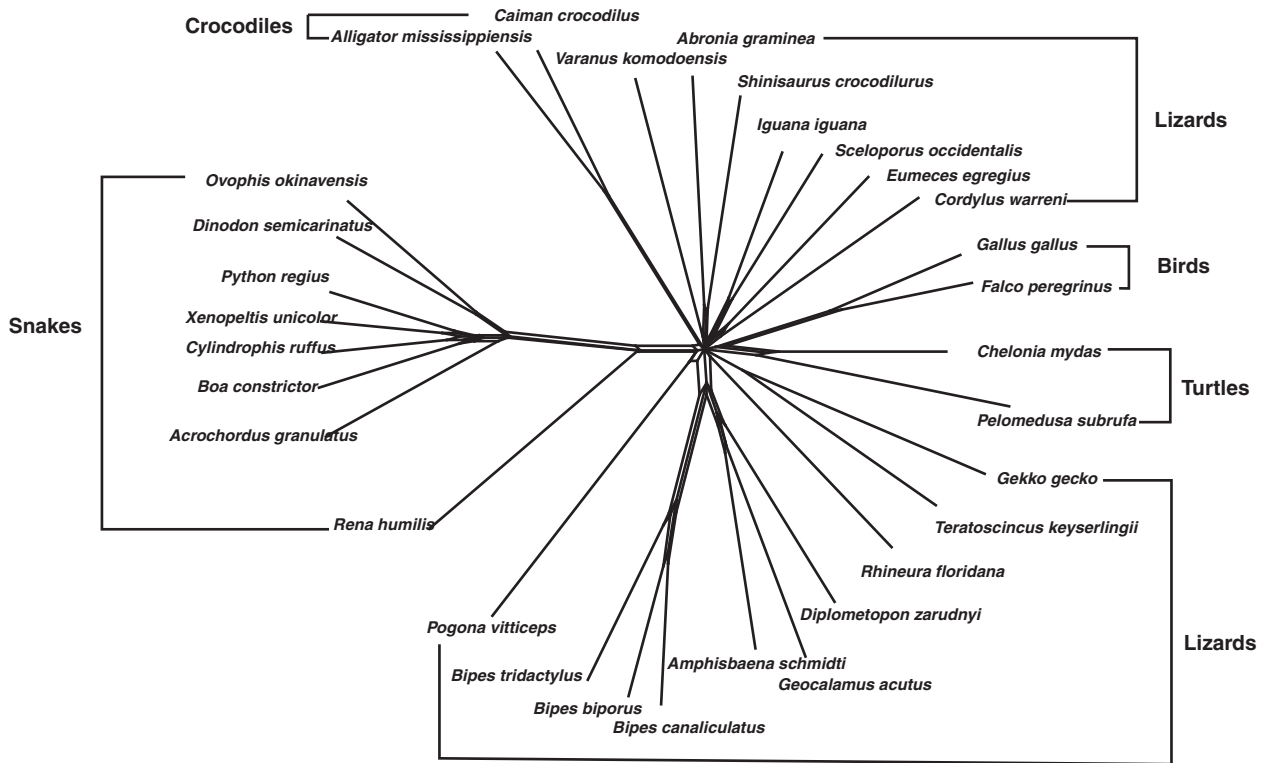 Caiman crocodilus
Crocodiles
Alligator mississippiensis
Abronia graminea
Varanus komodoensis
Shinisaurus crocodilurus
Lizards
Iguana iguana
Sceloporus occidentalis
Eumeces egregius
Ovophis okinavensis
Cordylus warreni
Dinodon semicarinatus
Gallus gallus
Birds
Python regius
Falco peregrinus
Xenopeltis unicolor
Snakes
Cylindrophis ruffus
Chelonia mydas
Boa constrictor
Turtles
Pelomedusa subrufa
Acrochordus granulatus
Gekko gecko
Rena humilis
Teratoscincus keyserlingii
Rhineura floridana
Diplometopon zarudnyi
Pogona vitticeps
Lizards
Amphisbaena schmidti
Bipes tridactylus
Geocalamus acutus
Bipes biporus
Bipes canaliculatus